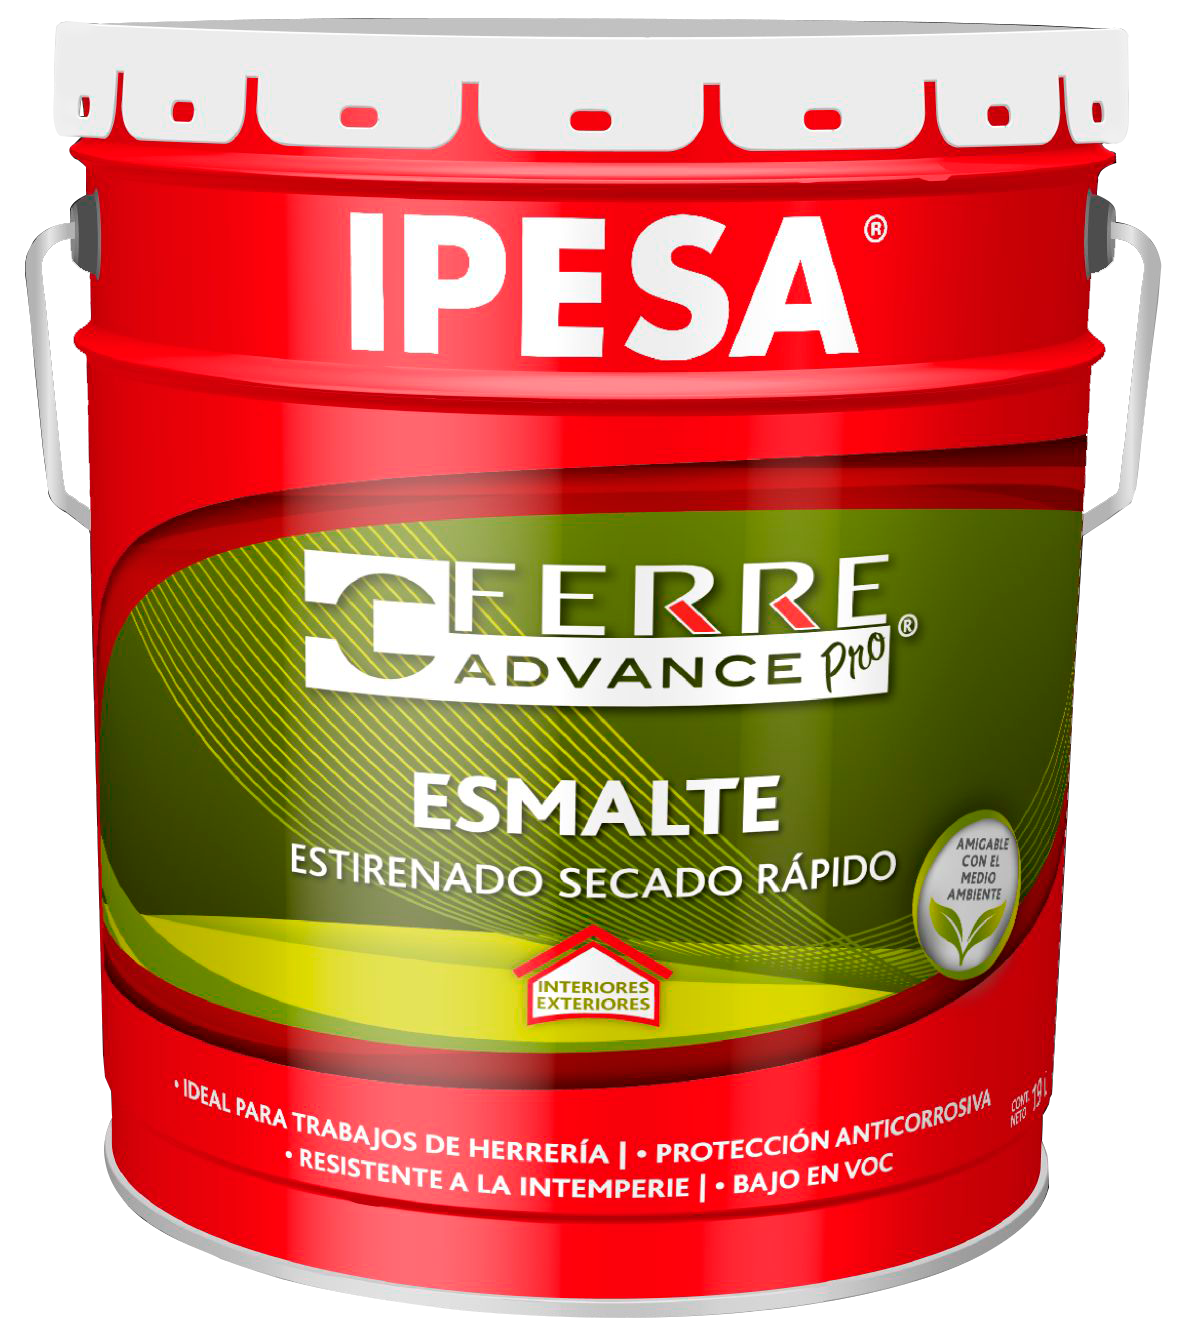 IPESA®
FERRE
ADVANCE Pro®
ESMALTE
ESTIRENADO SECADO RÁPIDO
AMIGABLE
CON EL
MEDIO
AMBIENTE
INTERIORES
EXTERIORES
• IDEAL PARA TRABAJOS DE HERRERÍA | • PROTECCIÓN ANTICORROSIVA
• RESISTENTE A LA INTEMPERIE | • BAJO EN VOC
CONT. 19 L
NETO